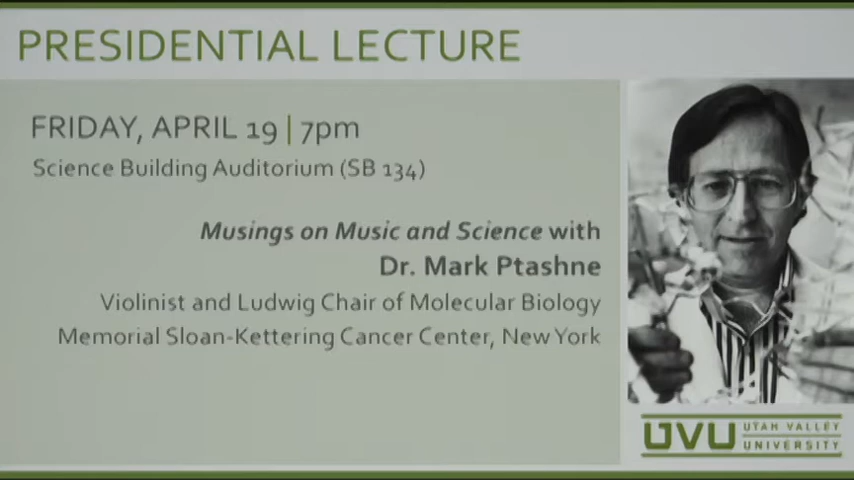 PRESIDENTIAL LECTURE
FRIDAY, APRIL 19 | 7pm
Science Building Auditorium (SB 134)
Musings on Music and Science with
Dr. Mark Ptashne
Violinist and Ludwig Chair of Molecular Biology
Memorial Sloan-Kettering Cancer Center, New York
UVU UTAH VALLEY
UNIVERSITY